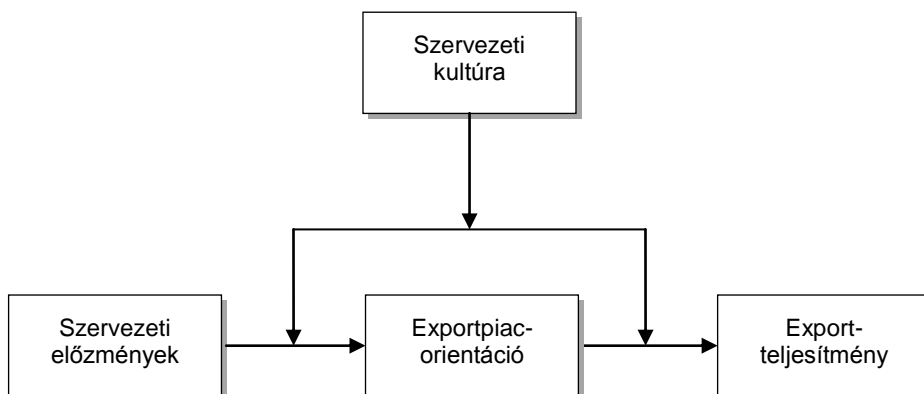 Szervezeti
kultúra
Szervezeti
előzmények
Exportpiac-
orientáció
Export-
teljesítmény